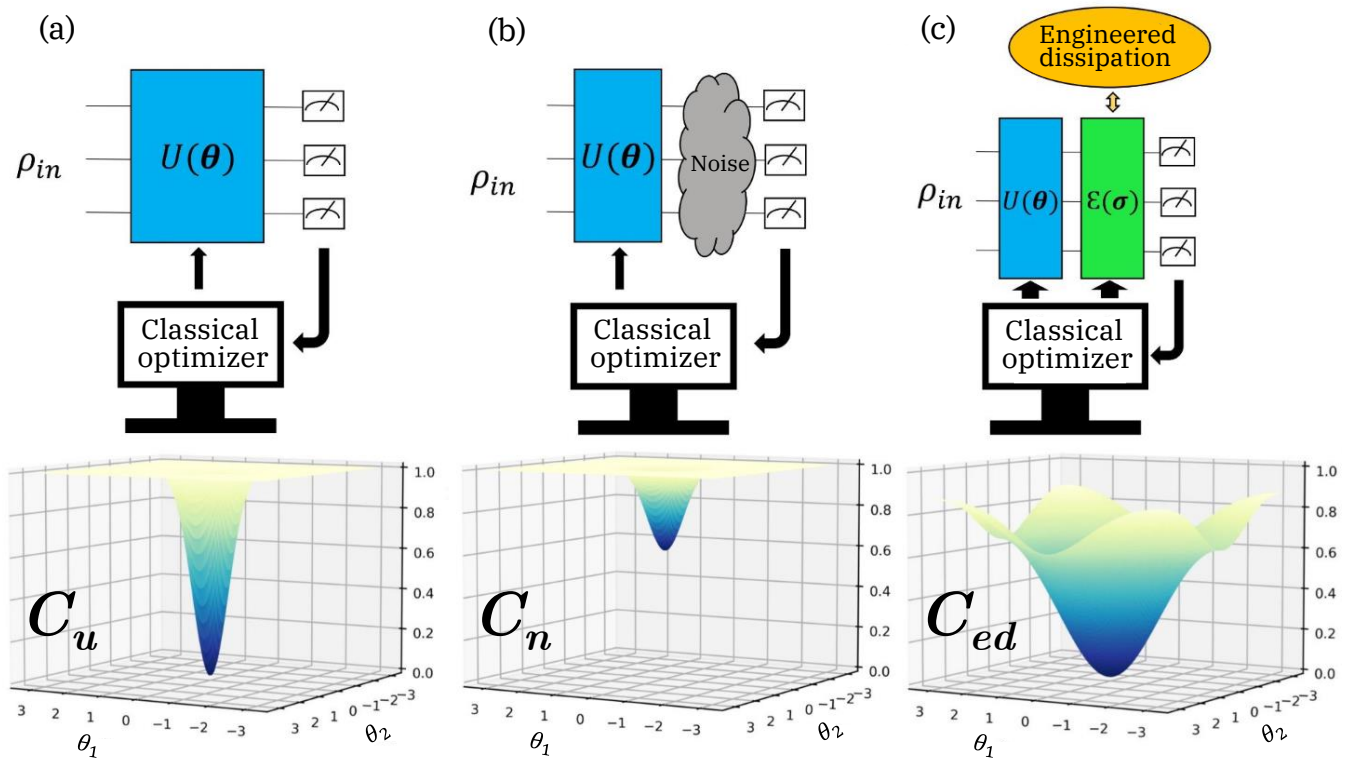 (a)
ρin
U(θ)
Classical
optimizer
Cu
1.0
0.8
0.6
0.4
0.2
0.0
3 2 1 0 −1 −2 −3
θ1
3 2 1 0 −1 −2 −3
θ2
(b)
ρin
U(θ)
Noise
Classical
optimizer
Cn
1.0
0.8
0.6
0.4
0.2
0.0
3 2 1 0 −1 −2 −3
θ1
3 2 1 0 −1 −2 −3
θ2
(c)
Engineered
dissipation
ρin
U(θ)
Ɛ(σ)
Classical
optimizer
Ced
1.0
0.8
0.6
0.4
0.2
0.0
3 2 1 0 −1 −2 −3
θ1
3 2 1 0 −1 −2 −3
θ2